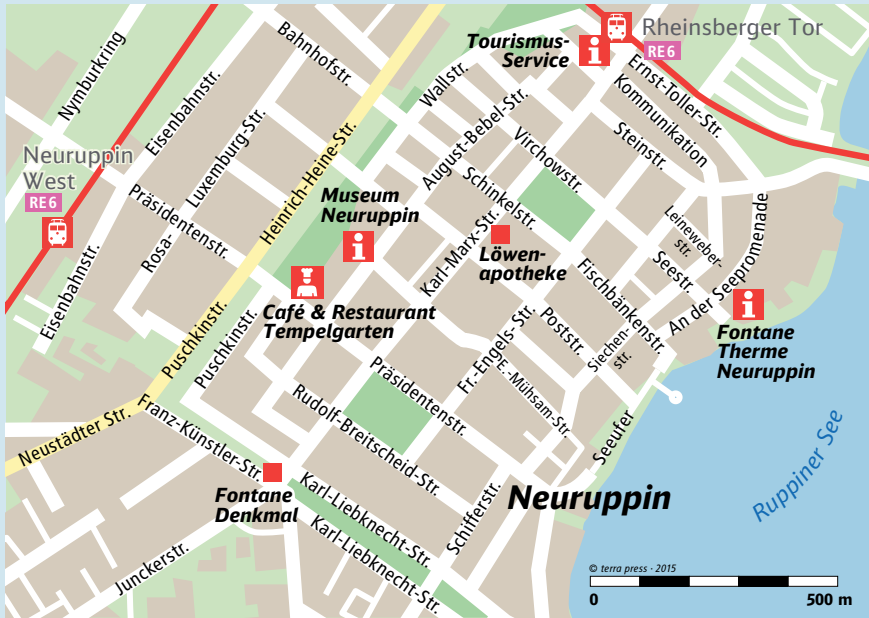 Nymburkring
Eisenbahnstr.
Bahnhofstr.
Wallstr.
Tourismus-
Service
Rheinsberger Tor
RE6
Ernst-Toller-Str.
Kommunikation
Steinstr.
Virchowstr.
August-Bebel-Str.
Schinkelstr.
Heinrich-Heine-Str.
Luxemburg-Str.
Rosa-
Neuruppin
West
RE6
Präsidentenstr.
Museum
Neuruppin
Karl-Marx-Str.
Löwen-
apotheke
Leineweber-
str.
Seestr.
An der Seepromenade
Fischbänkenstr.
Eisenbahnstr.
Puschkinstr.
Puschkinstr.
Café & Restaurant
Tempelgarten
Fr.-Engels-Str.
Poststr.
Siechen-
str.
Fontane
Therme
Neuruppin
Präsidentenstr.
E.-Mühsam-Str.
Rudolf-Breitscheid-Str.
Seeufer
Ruppiner See
Neustädter Str.
Franz-Künstler-Str.
Fontane
Denkmal
Karl-Liebknecht-Str.
Karl-Liebknecht-Str.
Schifferstr.
Neuruppin
Junckerstr.
© terra press · 2015
0 500 m